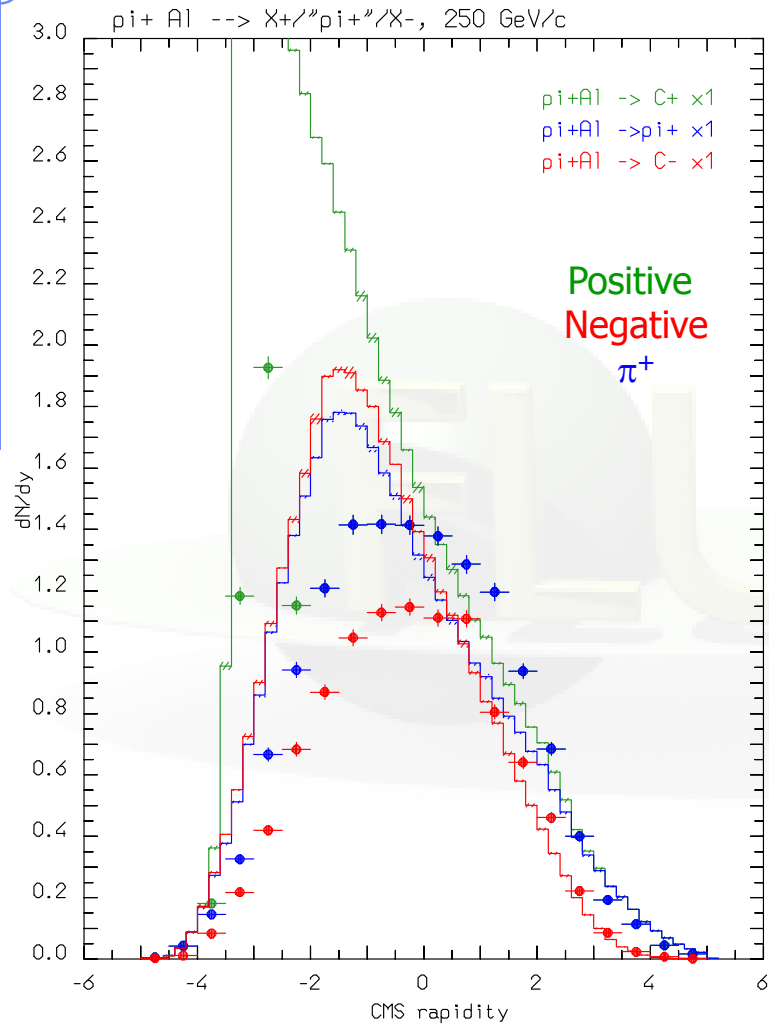 pi+ Al --> X+/"pi+"/X-, 250 GeV/c
3.0
2.8
2.6
2.4
2.2
2.0
1.8
1.6
1.4
1.2
1.0
0.8
0.6
0.4
0.2
0.0
dN/dy
pi+Al -> C+ x1
pi+Al ->pi+ x1
pi+Al -> C- x1
Positive
Negative
π+
FLU
-6 -4 -2 0 2 4 6
CMS rapidity